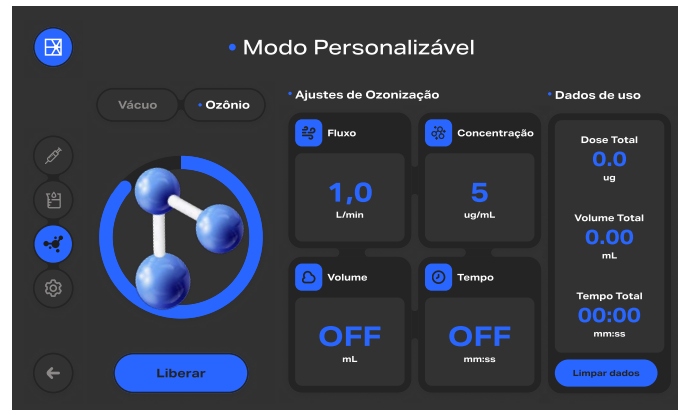 Modo Personalizável
Vácuo
Ozônio
Ajustes de Ozonização
Fluxo
1,0
L/min
Concentração
5
ug/mL
Volume
OFF
mL
Tempo
OFF
mm:ss
Dados de uso
Dose Total
0.0
ug
Volume Total
0.00
mL
Tempo Total
00:00
mm:ss
Limpar dados
Liberar